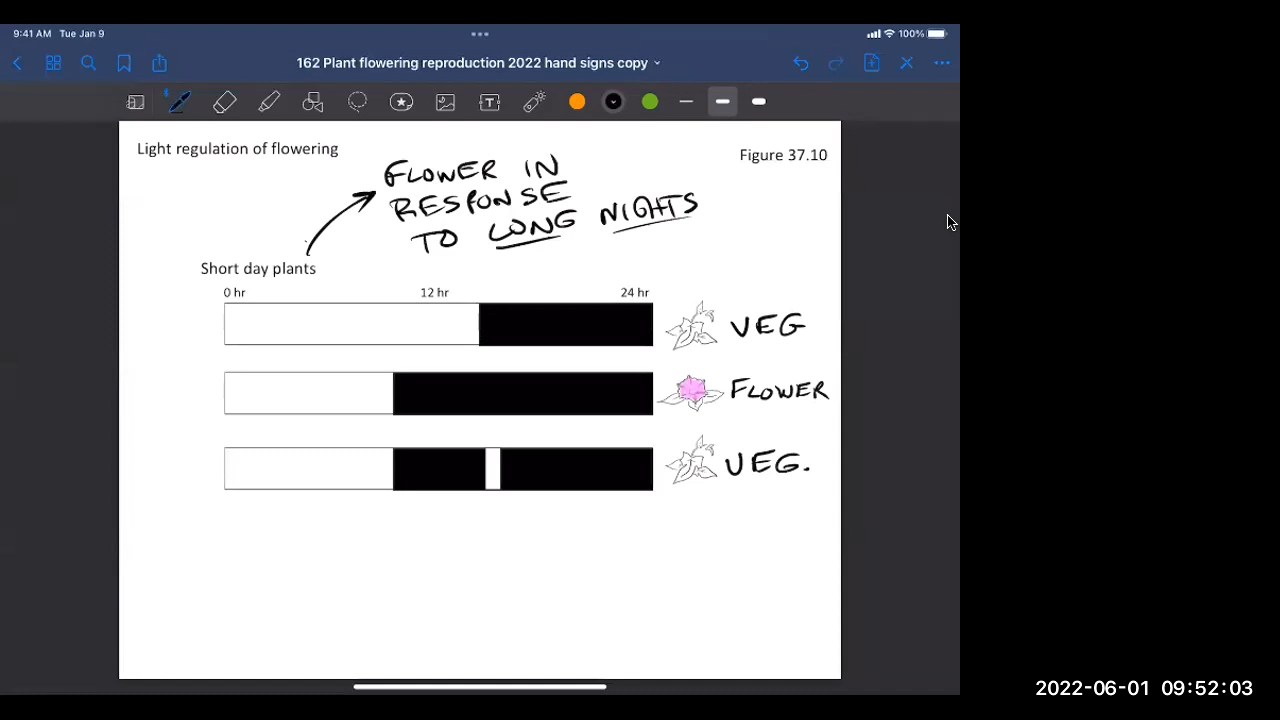 9:41 AM Tue Jan 9
100%
162 Plant flowering reproduction 2022 hand signs copy
Light regulation of flowering
Figure 37.10
FLOWER IN
RESPONSE
TO LONG NIGHTS
Short day plants
0 hr 12 hr 24 hr
VEG
FLOWER
VEG.
2022-06-01 09:52:03